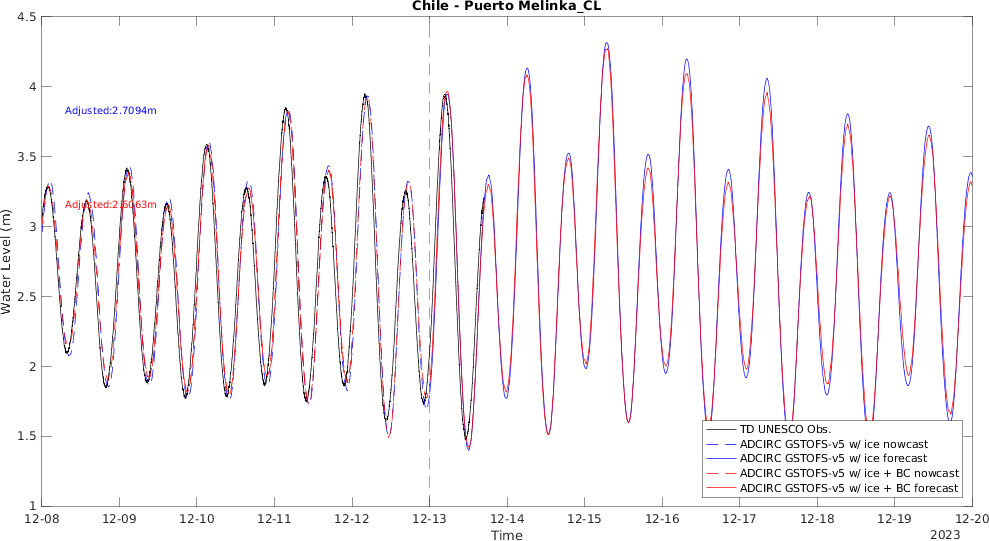 Chile - Puerto Melinka_CL
4.5
4
3.5
3
2.5
2
1.5
1
Water Level (m)
Adjusted:2.7094m
Adjusted:2.6063m
TD UNESCO Obs.
ADCIRC GSTOFS-v5 w/ ice nowcast
ADCIRC GSTOFS-v5 w/ ice forecast
ADCIRC GSTOFS-v5 w/ ice + BC nowcast
ADCIRC GSTOFS-v5 w/ ice + BC forecast
12-08 12-09 12-10 12-11 12-12 12-13 12-14 12-15 12-16 12-17 12-18 12-19 12-20
Time
2023